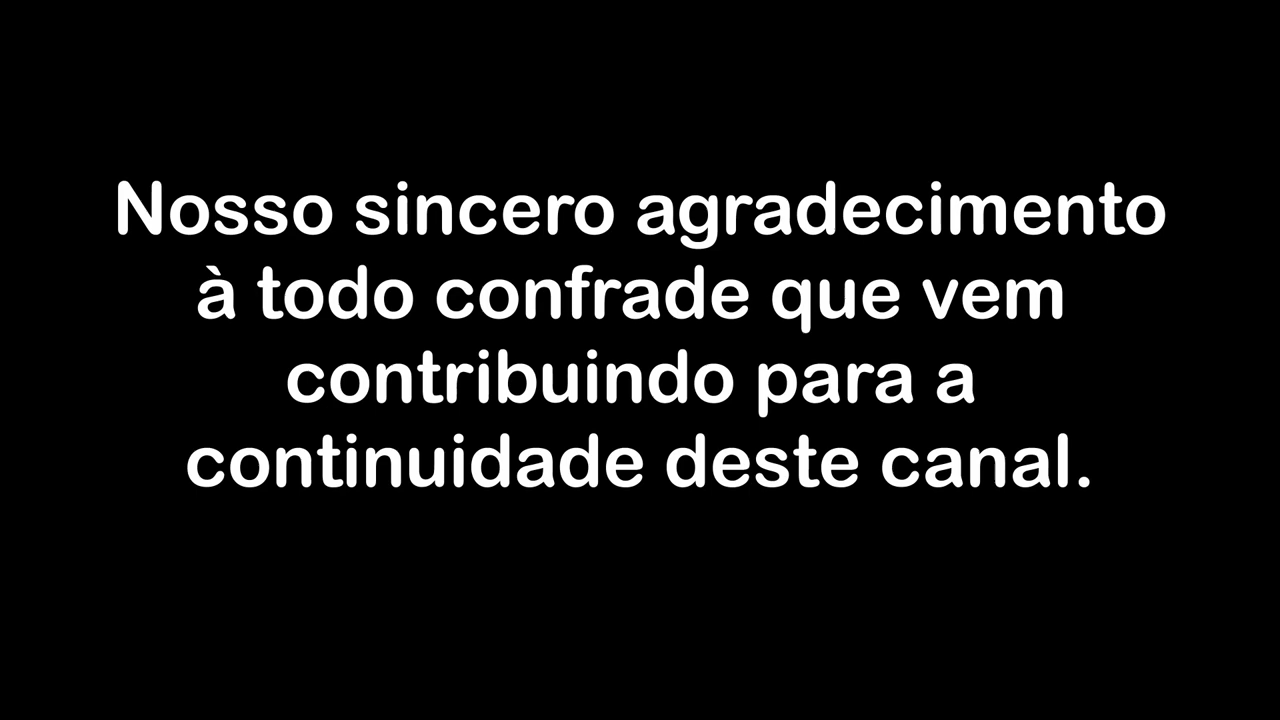 Nosso sincero agradecimento
à todo confrade que vem
contribuindo para a
continuidade deste canal.